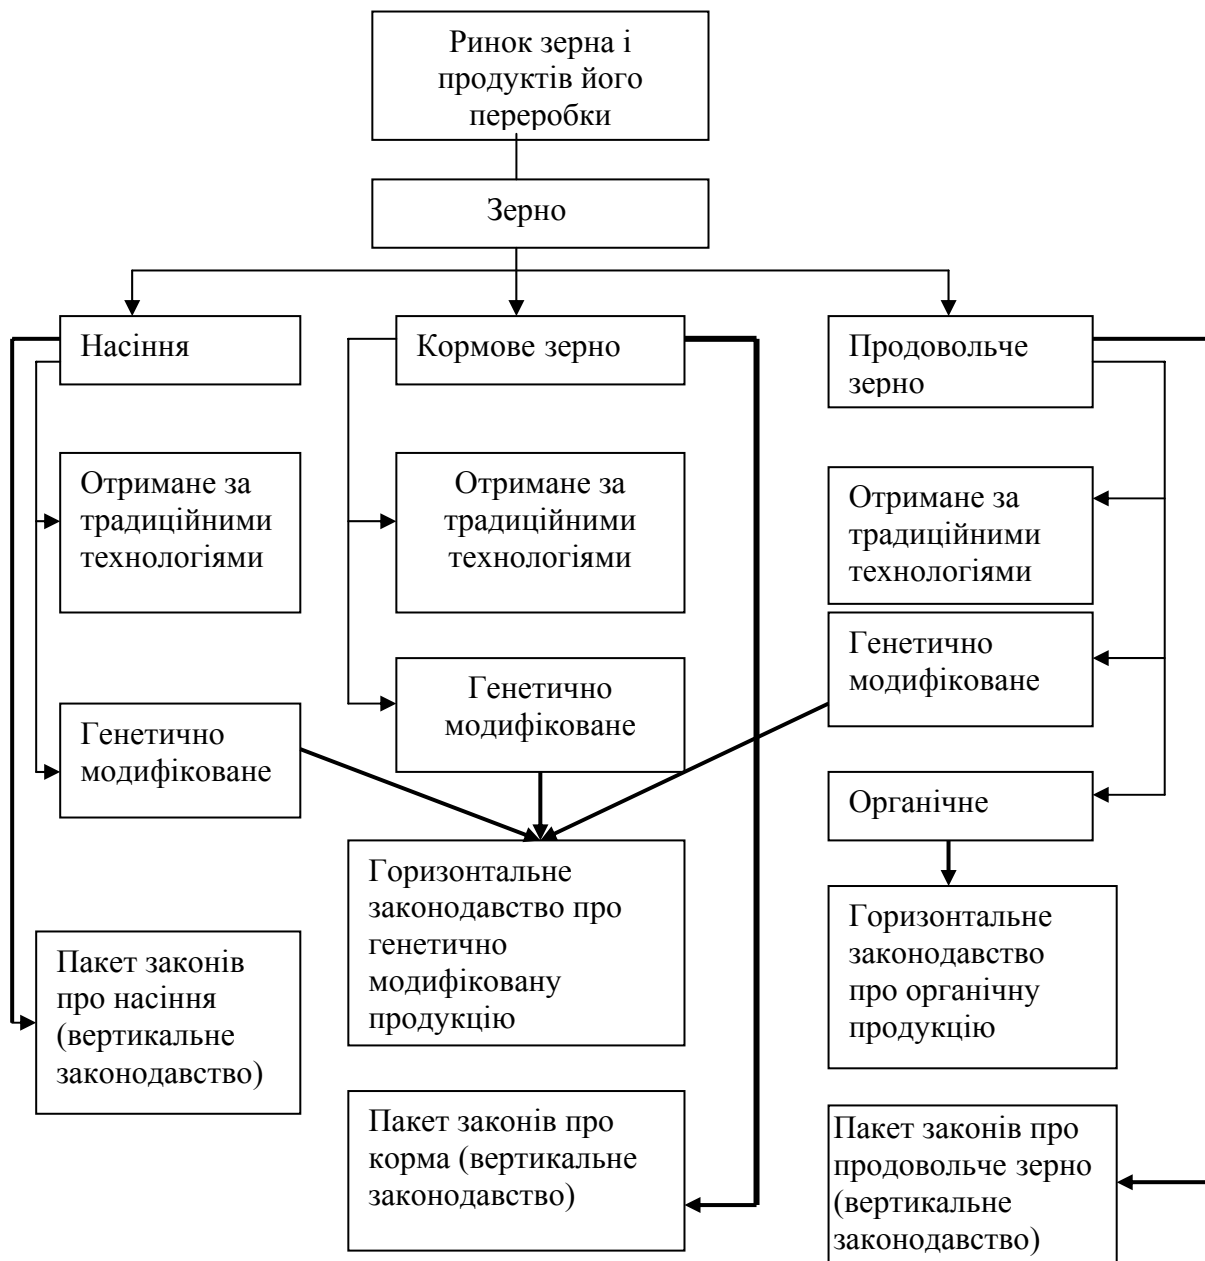 Ринок зерна і
продуктів його
переробки
Зерно
Насіння
Кормове зерно
Продовольче
зерно
Отримане за
традиційними
технологіями
Отримане за
традиційними
технологіями
Отримане за
традиційними
технологіями
Генетично
модифіковане
Генетично
модифіковане
Генетично
модифіковане
Органічне
Горизонтальне
законодавство про
генетично
модифіковану
продукцію
Горизонтальне
законодавство
про органічну
продукцію
Пакет законів
про насіння
(вертикальне
законодавство)
Пакет законів про
корма (вертикальне
законодавство)
Пакет законів про
продовольче зерно
(вертикальне
законодавство)